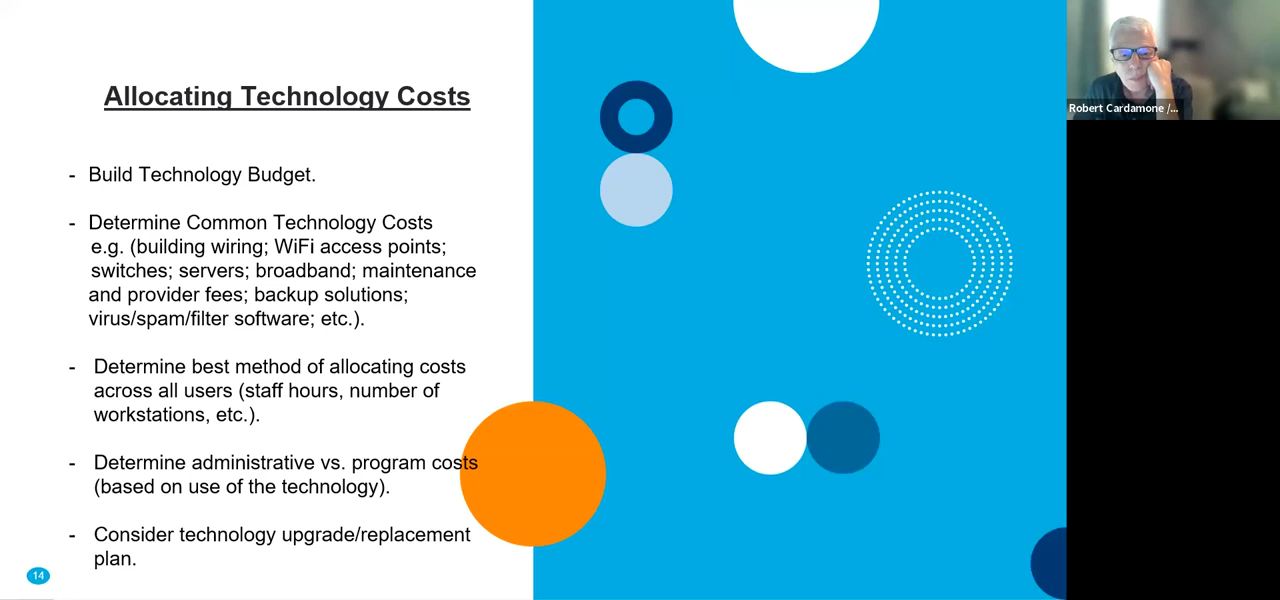 Allocating Technology Costs
- Build Technology Budget.
- Determine Common Technology Costs
e.g. (building wiring; WiFi access points;
switches; servers; broadband; maintenance
and provider fees; backup solutions;
virus/spam/filter software; etc.).
- Determine best method of allocating costs
across all users (staff hours, number of
workstations, etc.).
- Determine administrative vs. program costs
(based on use of the technology).
- Consider technology upgrade/replacement
plan.
14
Robert Cardamone /...